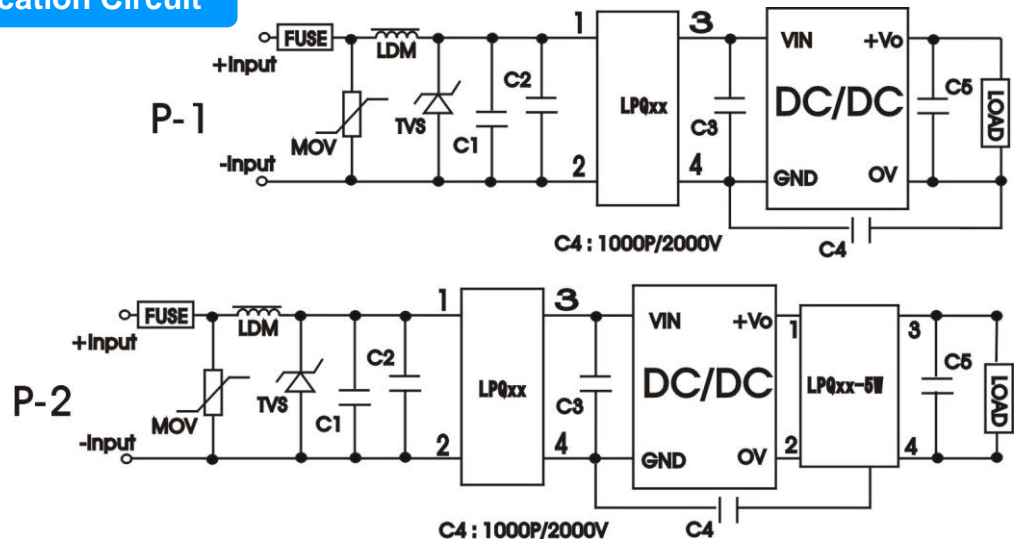 cation Circuit
P-1
+Input
FUSE
LDM
MOV
TVS
C1
C2
-Input
1
2
LPQxx
3
4
C3
VIN
+Vo
DC/DC
GND
OV
C5
LOAD
C4 : 1000P/2000V
C4
P-2
+Input
FUSE
LDM
MOV
TVS
C1
C2
-Input
1
2
LPQxx
3
4
C3
VIN
+Vo
DC/DC
GND
OV
1
2
LPQxx-5W
3
4
C5
LOAD
C4 : 1000P/2000V
C4